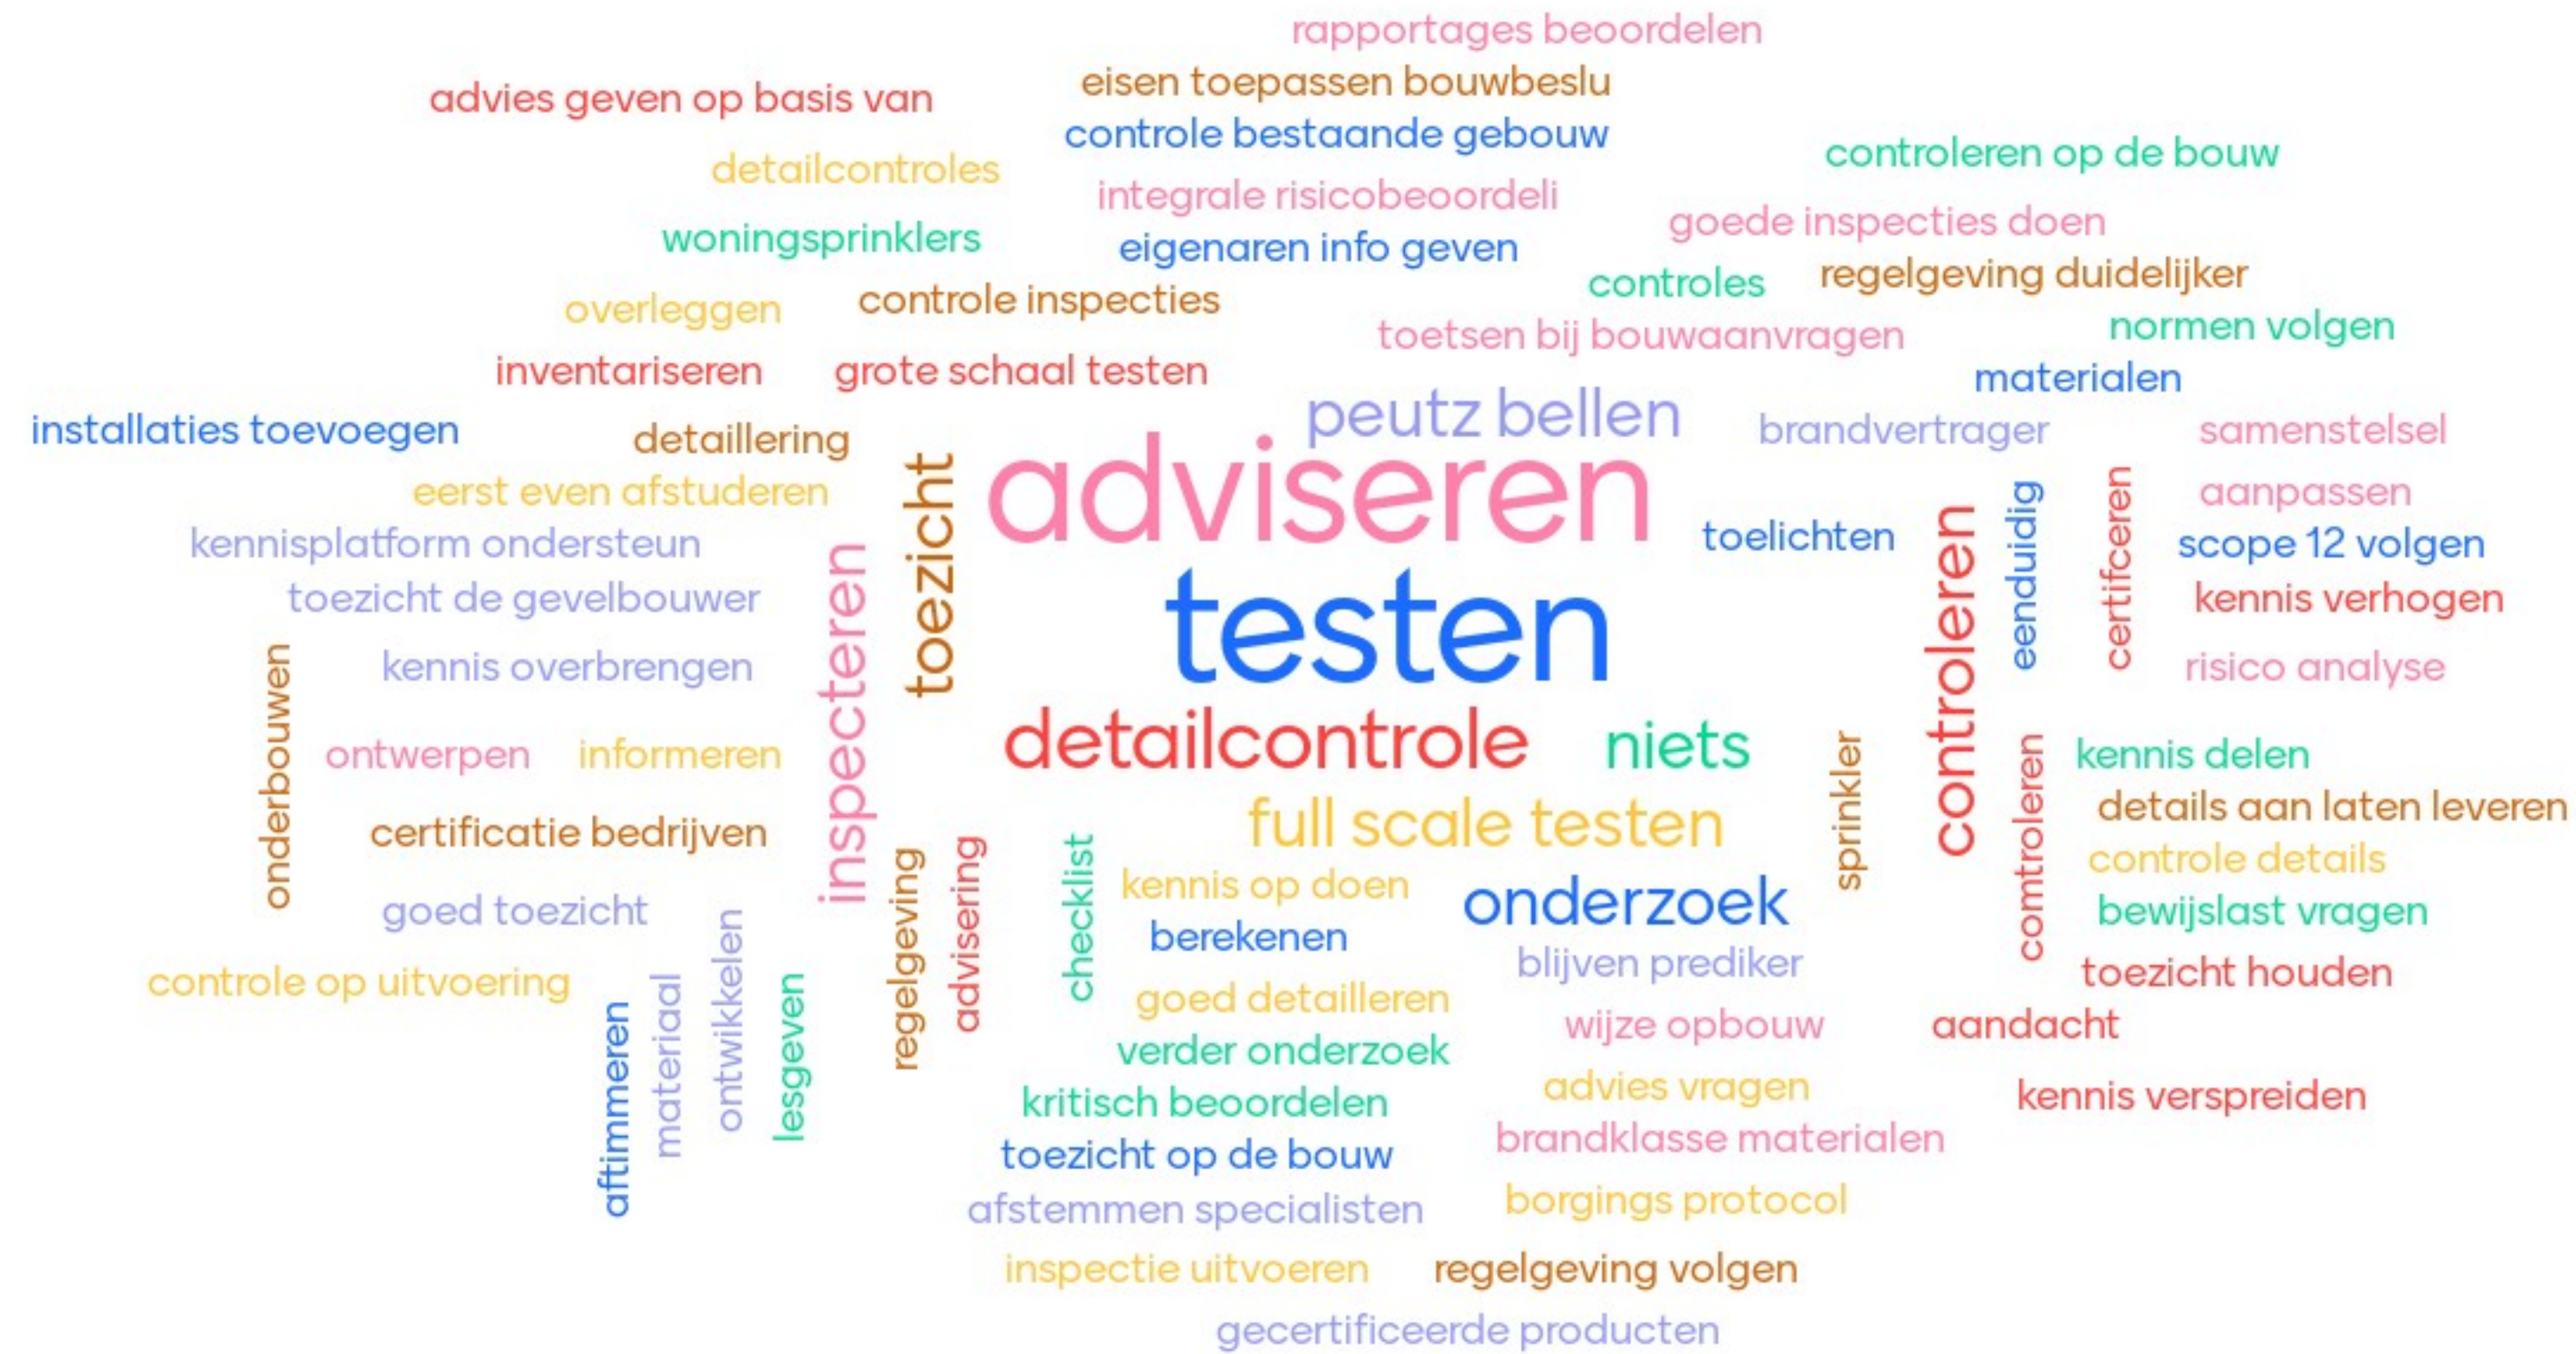 rapportages beoordelen
eisen toepassen bouwbeslu
advies geven op basis van
controle bestaande gebouw
controleren op de bouw
detailcontroles
integrale risicobeoordeli
goede inspecties doen
woningsprinklers
eigenaren info geven
controles
regelgeving duidelijker
overleggen
controle inspecties
toetsen bij bouwaanvragen
normen volgen
inventariseren
grote schaal testen
materialen
peutz bellen
installaties toevoegen
detaillering
brandvertrager
samenstelsel
eerst even afstuderen
toezicht
adviseren
aanpassen
kennisplatform ondersteun
toelichten
controleren
eenduidig
certifceren
scope 12 volgen
toezicht de gevelbouwer
inspecteren
testen
kennis verhogen
kennis overbrengen
risico analyse
onderbouwen
ontwerpen
informeren
detailcontrole
niets
sprinkler
comtroleren
kennis delen
details aan laten leveren
certificatie bedrijven
full scale testen
controle details
goed toezicht
regelgeving
advisering
checklist
kennis op doen
onderzoek
bewijslast vragen
berekenen
blijven prediker
controle op uitvoering
toezicht houden
aftimmeren
materiaal
ontwikkelen
lesgeven
goed detailleren
wijze opbouw
aandacht
verder onderzoek
advies vragen
kennis verspreiden
kritisch beoordelen
brandklasse materialen
toezicht op de bouw
borgings protocol
afstemmen specialisten
inspectie uitvoeren
regelgeving volgen
gecertificeerde producten